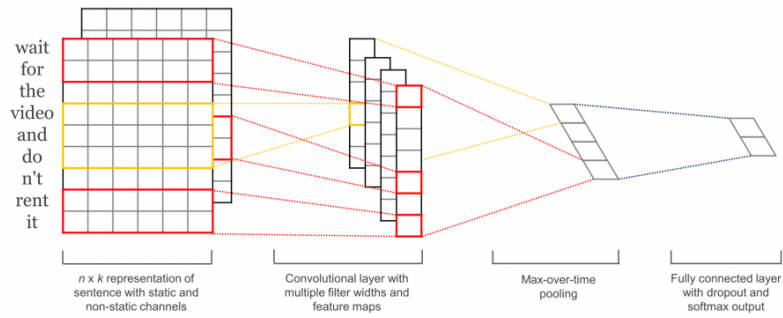 wait
for
the
video
and
do
n't
rent
it
n x k representation of
sentence with static and
non-static channels
Convolutional layer with
multiple filter widths and
feature maps
Max-over-time
pooling
Fully connected layer
with dropout and
softmax output